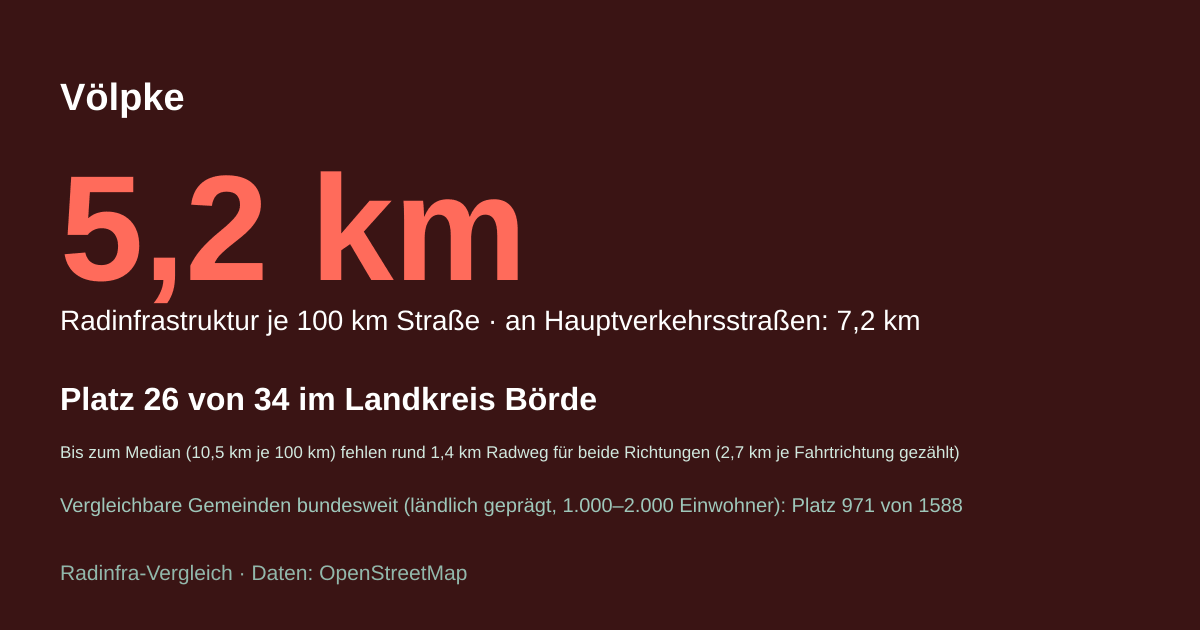 Völpke
5,2 km
Radinfrastruktur je 100 km Straße · an Hauptverkehrsstraßen: 7,2 km
Platz 26 von 34 im Landkreis Börde
Bis zum Median (10,5 km je 100 km) fehlen rund 1,4 km Radweg für beide Richtungen (2,7 km je Fahrtrichtung gezählt)
Vergleichbare Gemeinden bundesweit (ländlich geprägt, 1.000–2.000 Einwohner): Platz 971 von 1588
Radinfra-Vergleich · Daten: OpenStreetMap